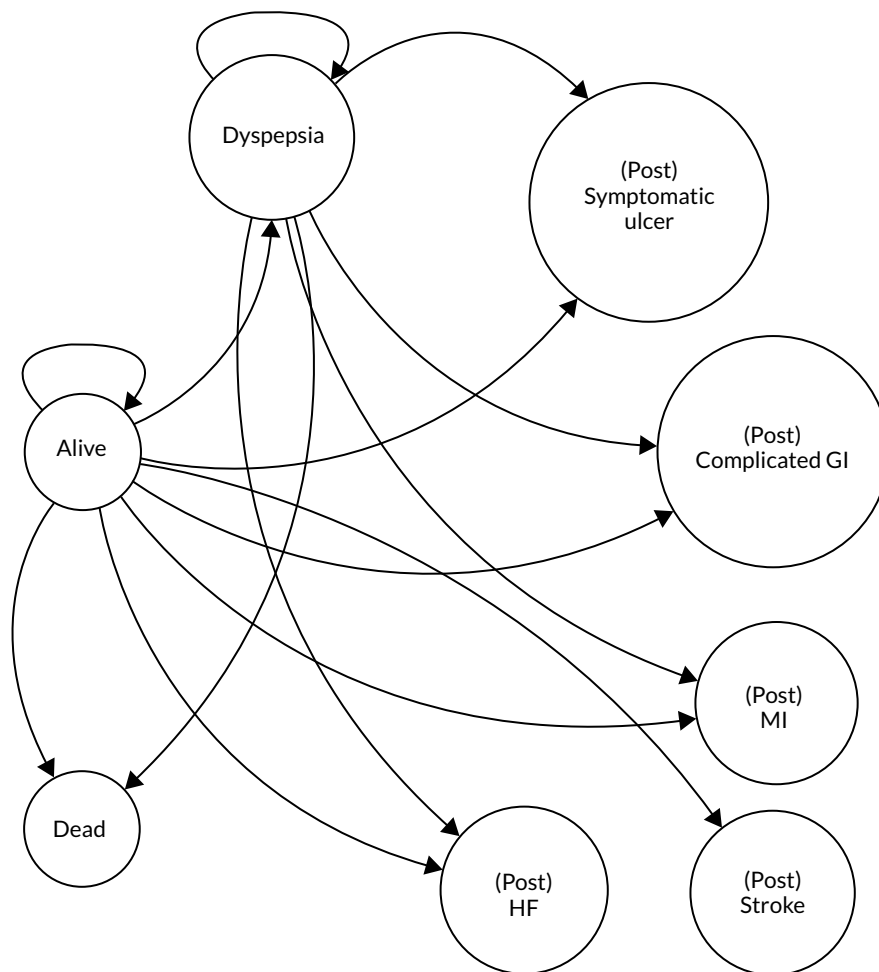 Dyspepsia
(Post)
Symptomatic
ulcer
Alive
(Post)
Complicated GI
(Post)
MI
Dead
(Post)
HF
(Post)
Stroke